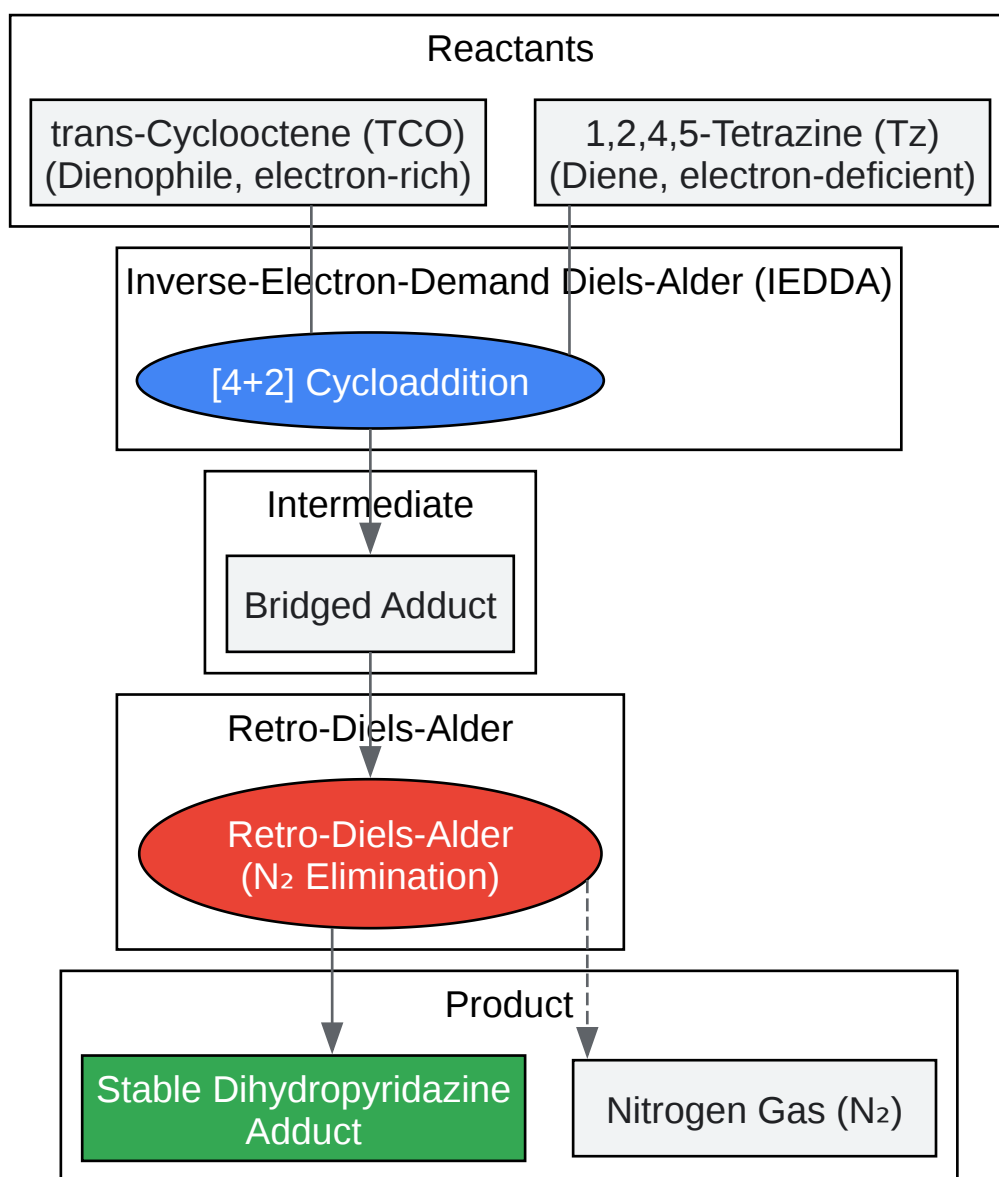 Reactants
trans-Cyclooctene (TCO)
(Dienophile, electron-rich)
1,2,4,5-Tetrazine (Tz)
(Diene, electron-deficient)
Inverse-Electron-Demand Diels-Alder (IEDDA)
[4+2] Cycloaddition
Intermediate
Bridged Adduct
Retro-Diels-Alder
Retro-Diels-Alder
(N₂ Elimination)
Product
Stable Dihydropyridazine
Adduct
Nitrogen Gas (N₂)